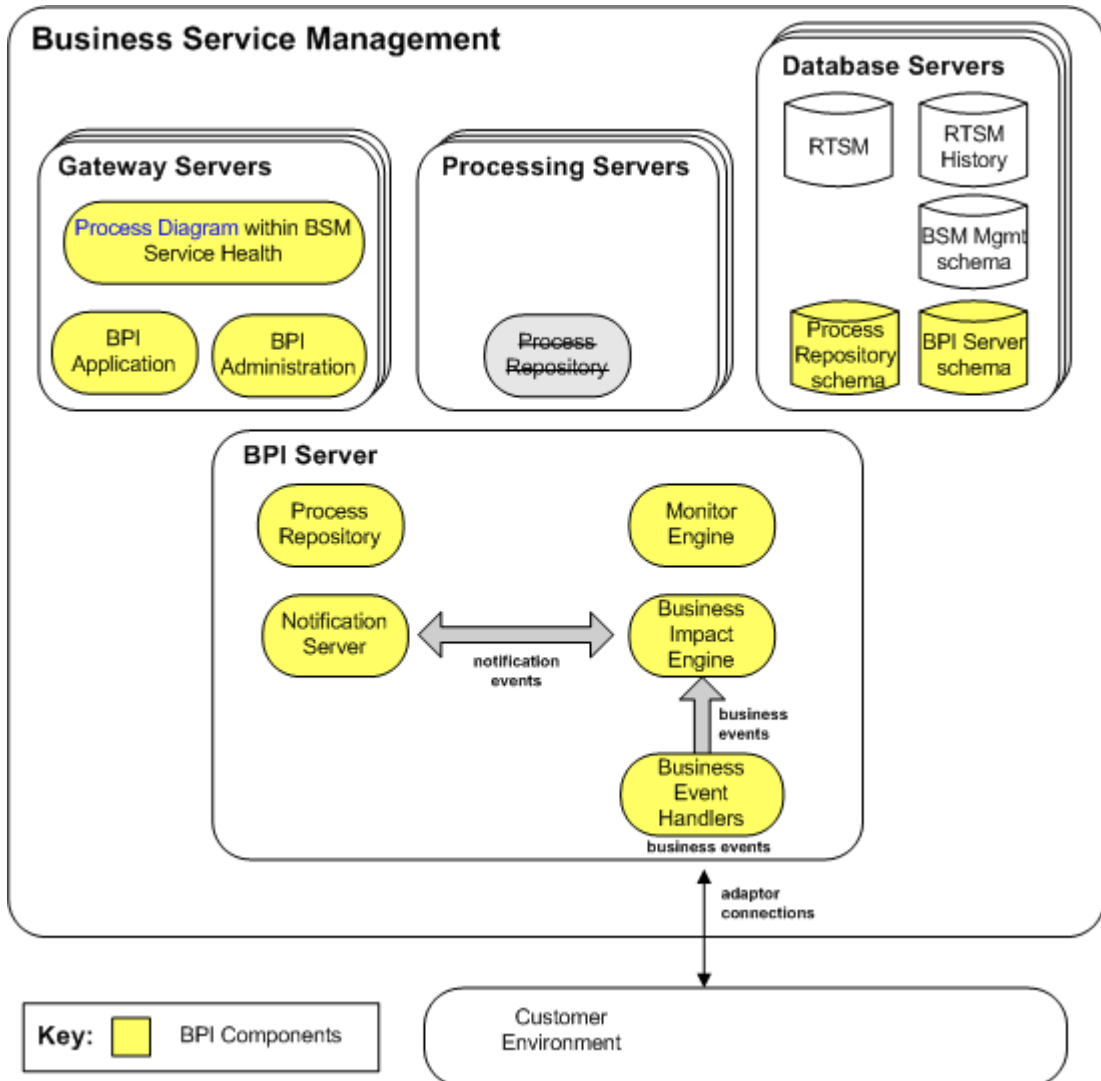 Business Service Management
Database Servers
RTSM
RTSM
History
BSM Mgmt
schema
Process
Repository
schema
BPI Server
schema
Gateway Servers
Process Diagram within BSM
Service Health
BPI
Application
BPI
Administration
Processing Servers
Process
Repository
BPI Server
Process
Repository
Monitor
Engine
Notification
Server
notification
events
Business
Impact
Engine
business
events
Business
Event
Handlers
business events
adaptor
connections
Key:
BPI Components
Customer
Environment